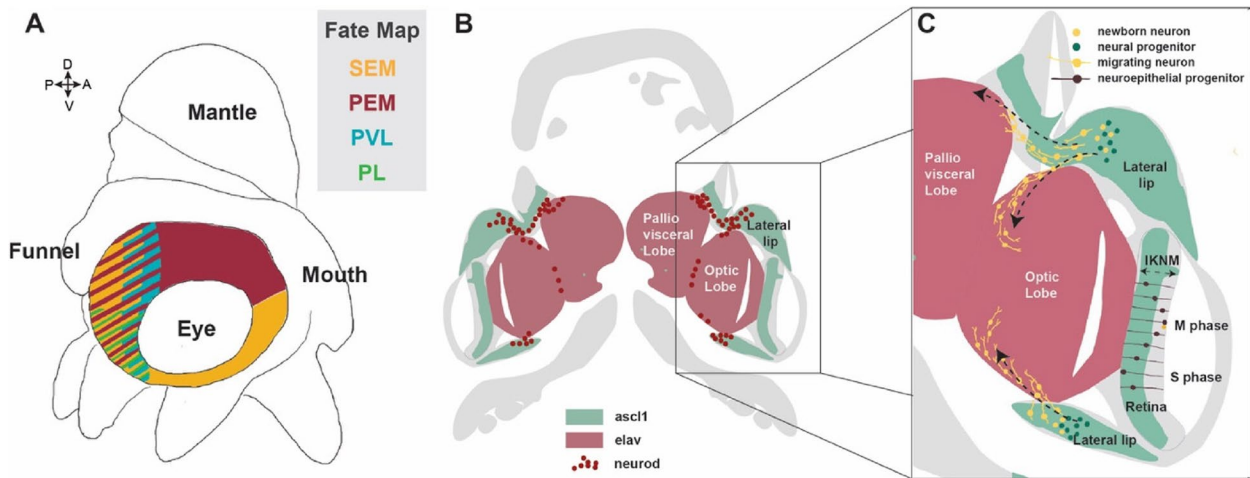 A
Fate Map
SEM
PEM
PVL
PL
D
P A
V
Mantle
Funnel
Mouth
Eye
B
Pallio
visceral
Lobe
Lateral
lip
Optic
Lobe
ascl1
elav
neurod
C
newborn neuron
neural progenitor
migrating neuron
neuroepithelial progenitor
Pallio
visceral
Lobe
Lateral
lip
IKNM
Optic
Lobe
M phase
S phase
Retina
Lateral lip